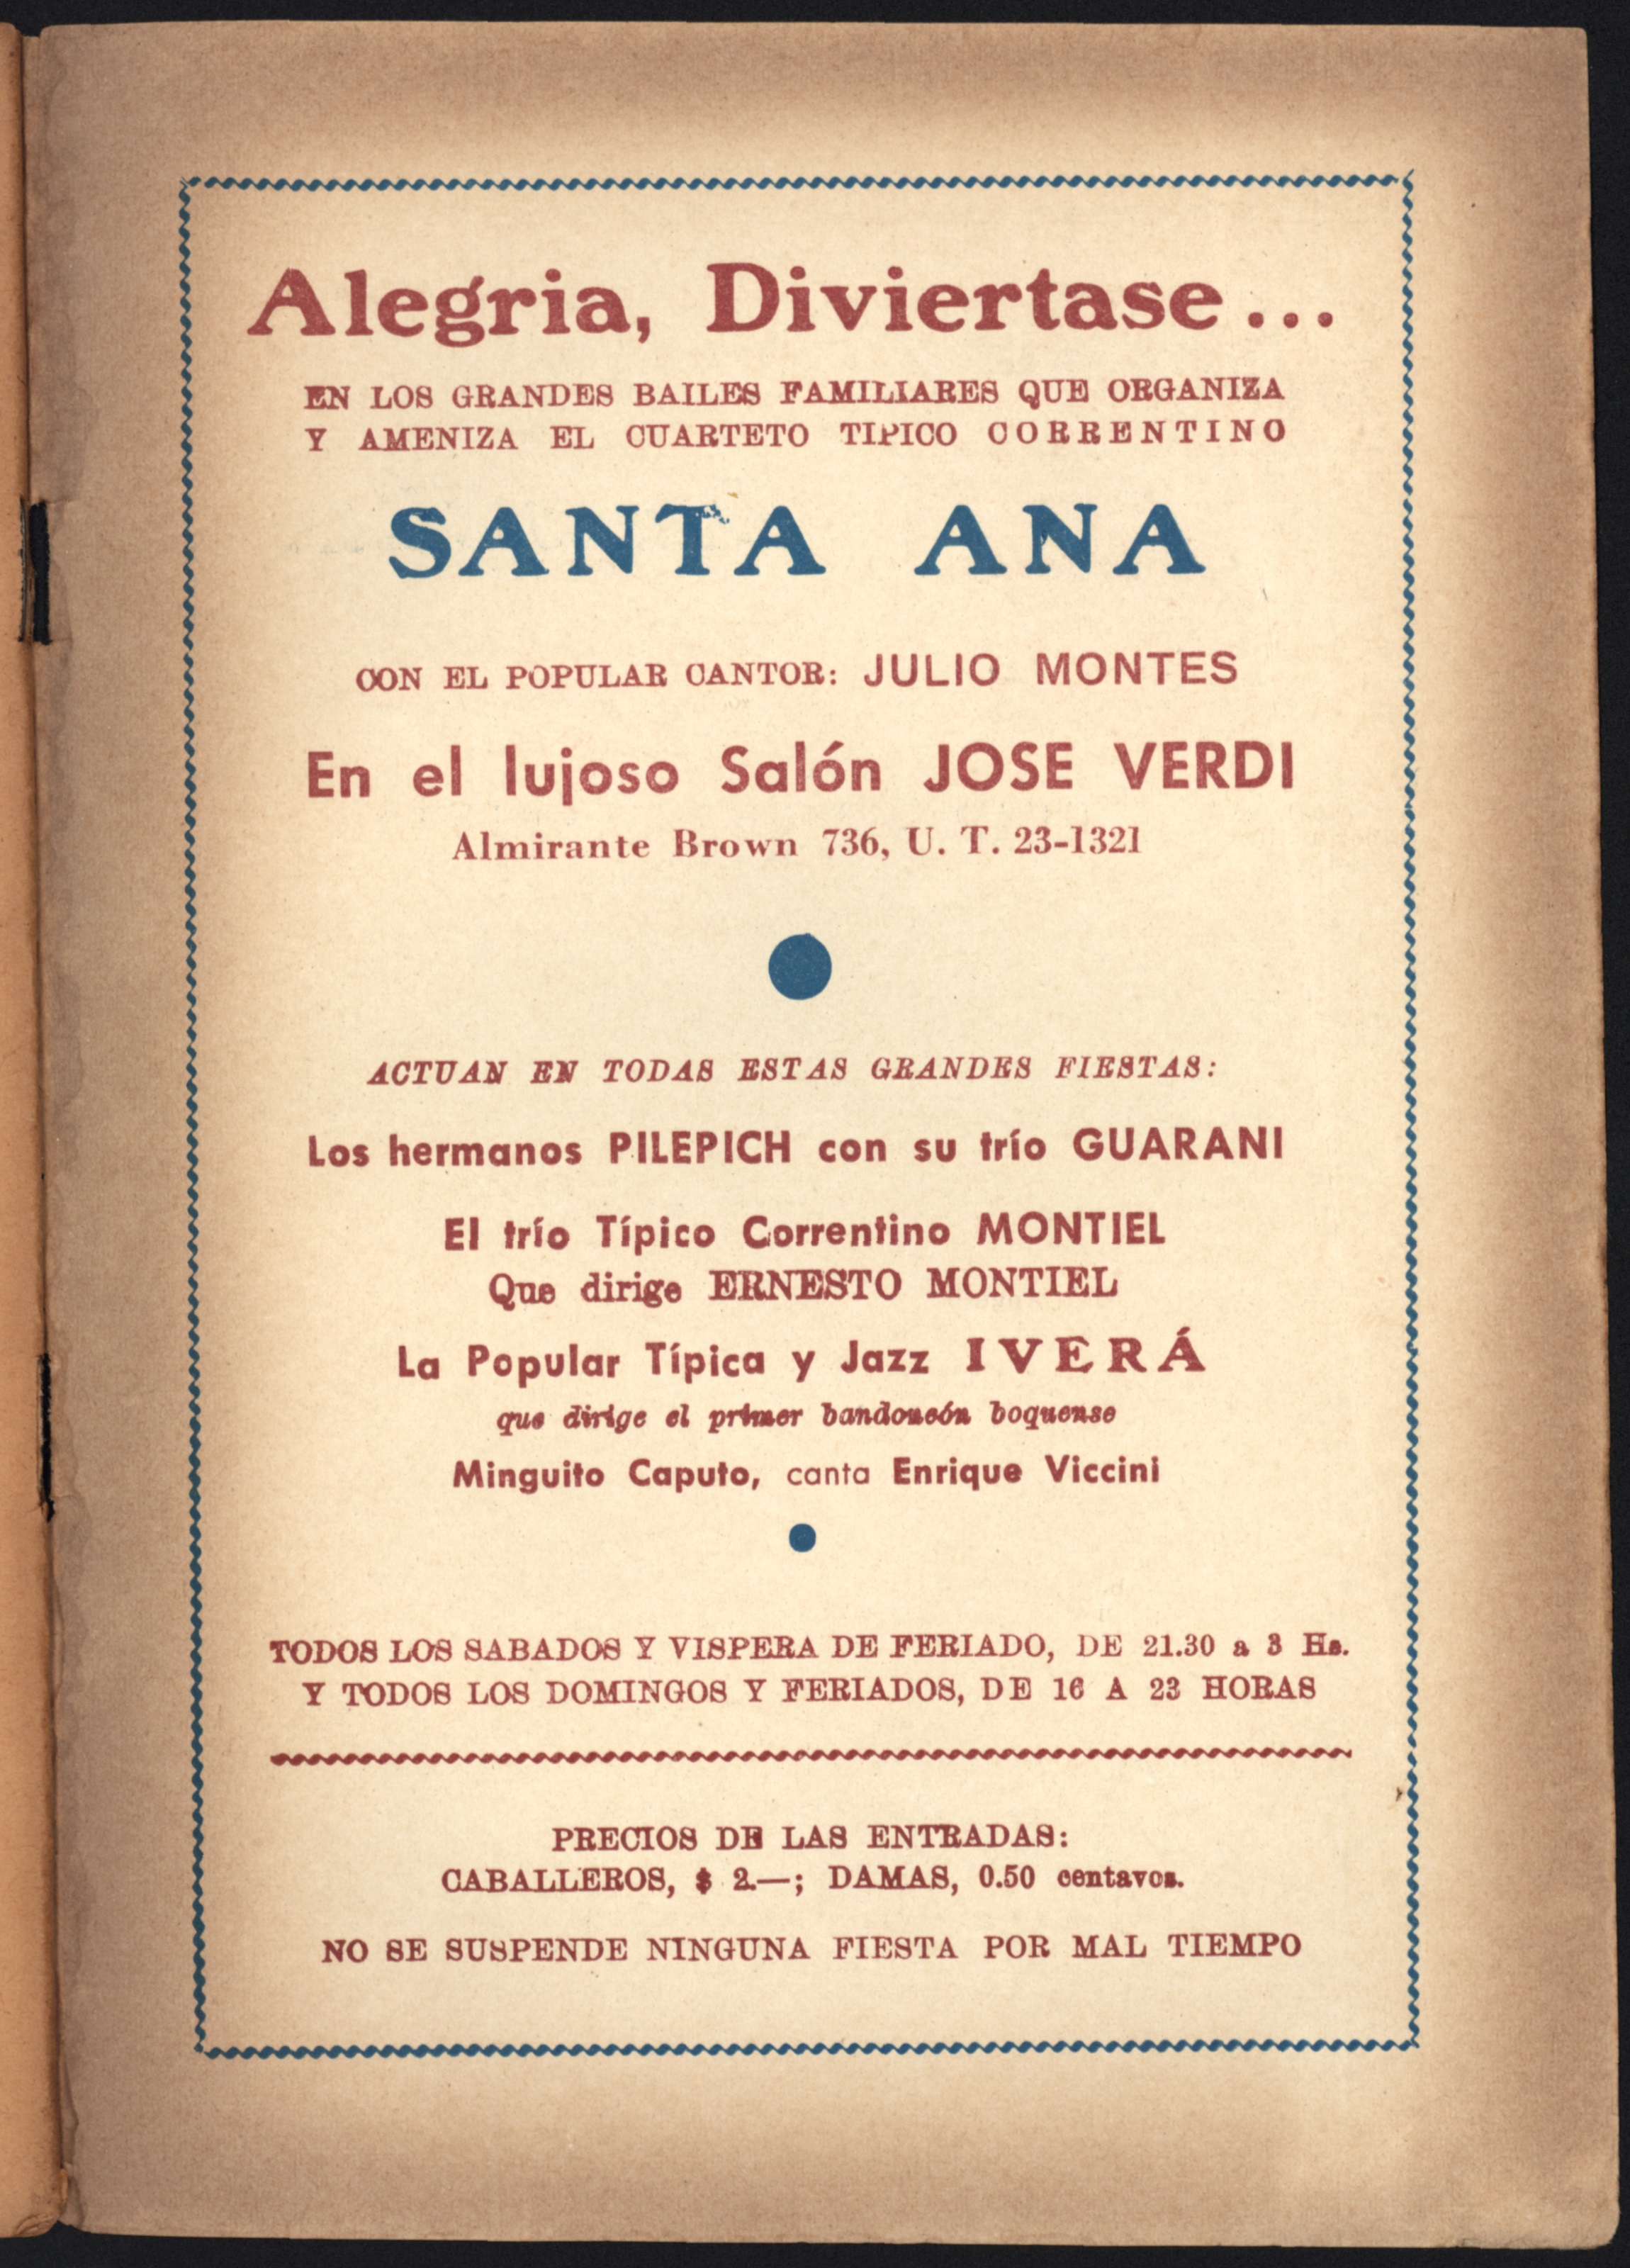 Alegria, Diviertase...
EN LOS GRANDES BAILES FAMILIARES QUE ORGANIZA
Y AMENIZA EL CUARTETO TIPICO CORRENTINO
SANTA ANA
CON EL POPULAR CANTOR: JULIO MONTES
En el lujoso Salón JOSE VERDI
Almirante Brown 736, U. T. 23-1321
ACTUAN EN TODAS ESTAS GRANDES FIESTAS:
Los hermanos PILEPICH con su trío GUARANI
El trío Típico Correntino MONTIEL
Que dirige ERNESTO MONTIEL
La Popular Típica y Jazz IVERÁ
que dirige el primer bandoneón boquense
Minguito Caputo, canta Enrique Viccini
TODOS LOS SABADOS Y VISPERA DE FERIADO, DE 21.30 a 3 Hs.
Y TODOS LOS DOMINGOS Y FERIADOS, DE 16 A 23 HORAS
PRECIOS DE LAS ENTRADAS:
CABALLEROS, $ 2.—; DAMAS, 0.50 centavos.
NO SE SUSPENDE NINGUNA FIESTA POR MAL TIEMPO